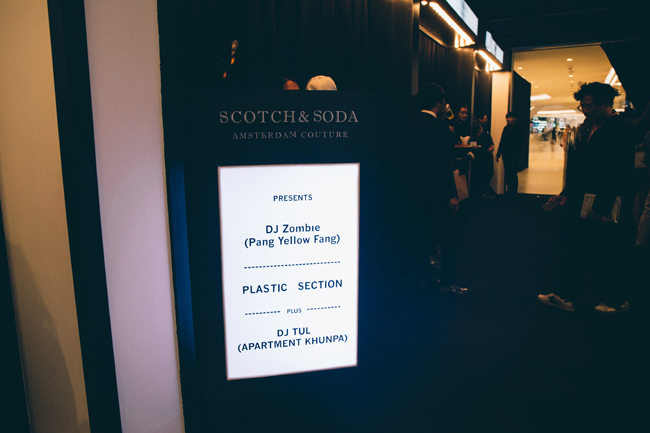 SCOTCH & SODA
AMSTERDAM COUTURE
PRESENTS
DJ Zombie
(Pang Yellow Fang)
---------------------------
PLASTIC SECTION
---------- PLUS ----------
DJ TUL
(APARTMENT KHUNPA)